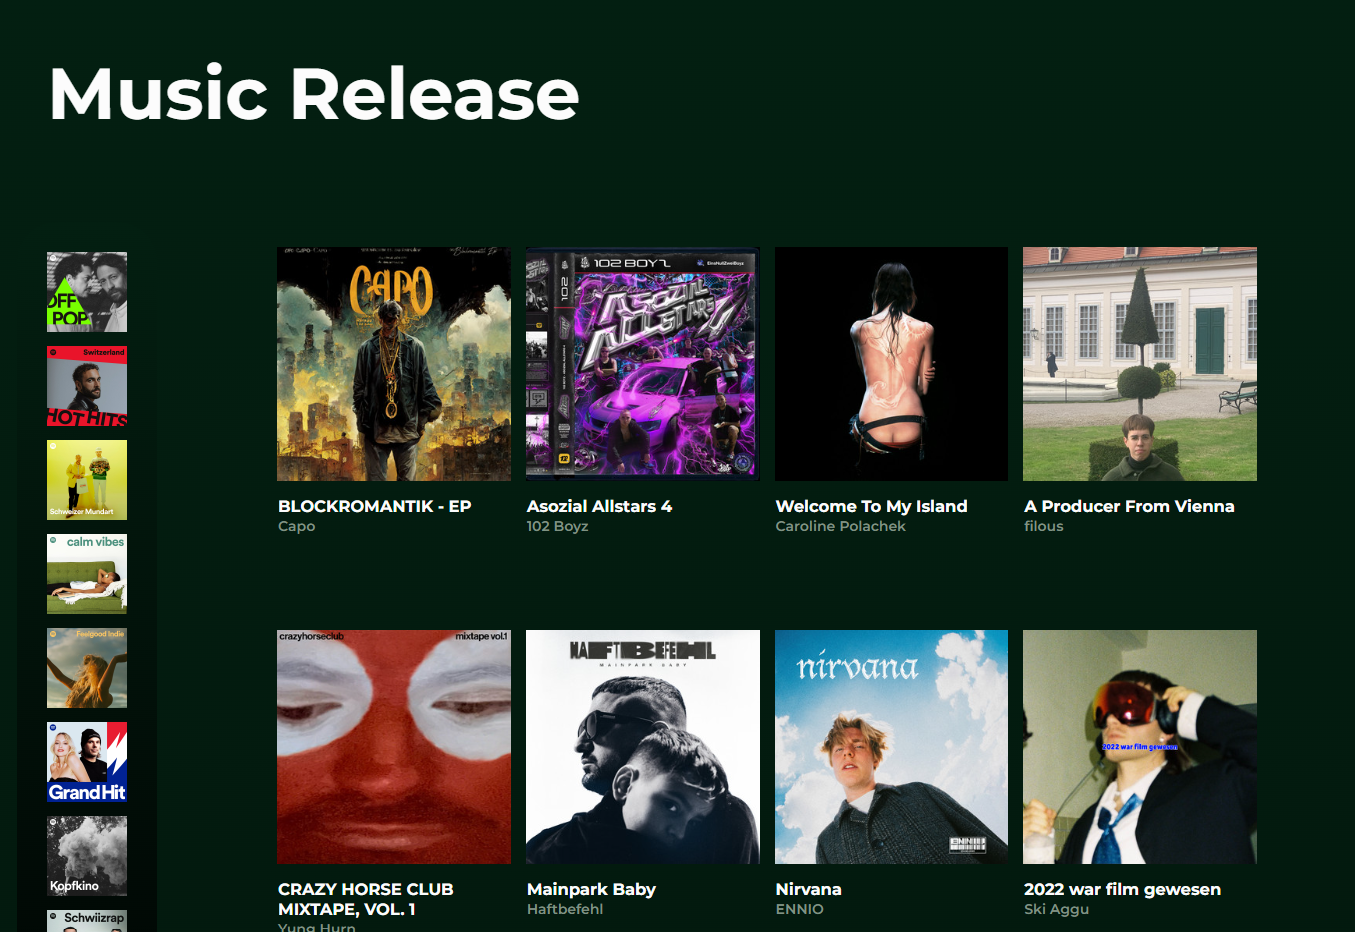 Music Release
OFF
POP
Switzerland
HOT HITS
Schweizer Mundart
calm vibes
Feelgood Indie
GrandHit
Kopfkino
Schwiizrap
CAPO
BLOCKROMANTIK - EP
Capo
102 BOYZ
EinsNullZweiBoyz
102
ASOZIAL
ALLSTARS 4
Asozial Allstars 4
102 Boyz
Welcome To My Island
Caroline Polachek
A Producer From Vienna
filous
crazyhorseclub
mixtape vol.1
CRAZY HORSE CLUB
MIXTAPE, VOL. 1
Yung Hurn
HAFTBEFEHL
MAINPARK BABY
Mainpark Baby
Haftbefehl
nirvana
ENNIO
Nirvana
ENNIO
2022 war film gewesen
2022 war film gewesen
Ski Aggu